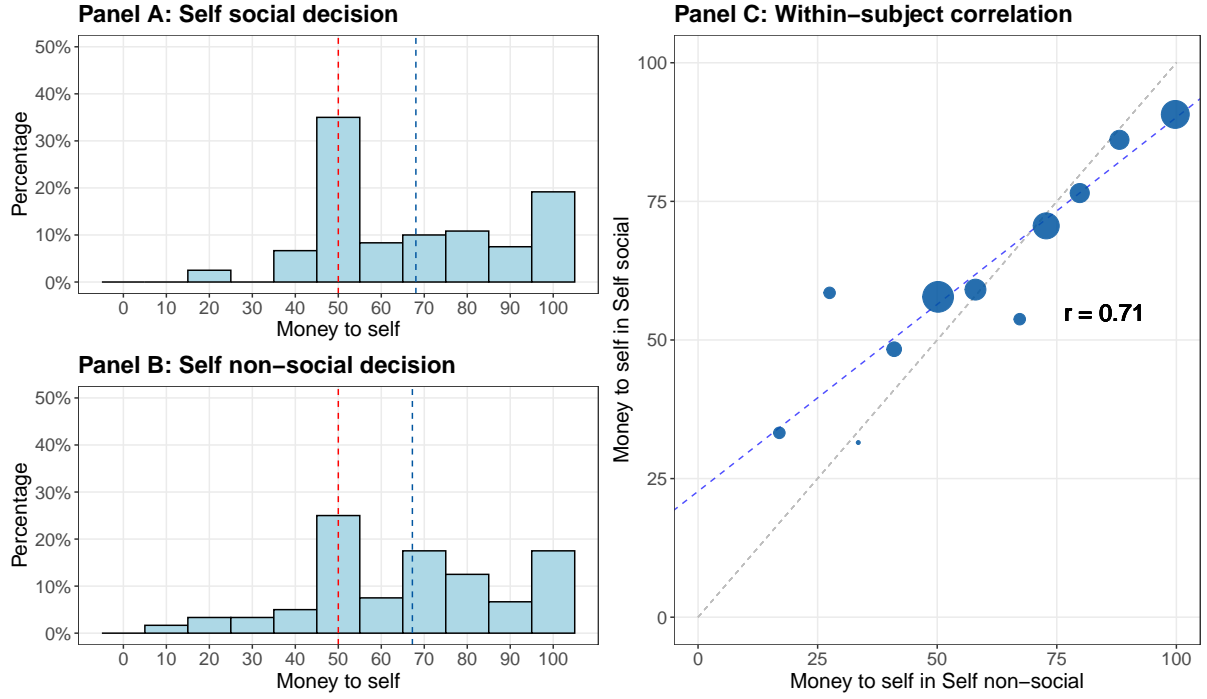 Panel A: Self social decision
50%
40%
30%
20%
10%
0%
Percentage
0 10 20 30 40 50 60 70 80 90 100
Money to self
Panel B: Self non−social decision
50%
40%
30%
20%
10%
0%
Percentage
0 10 20 30 40 50 60 70 80 90 100
Money to self
Panel C: Within−subject correlation
100
75
50
25
0
Money to self in Self social
r = 0.71
0 25 50 75 100
Money to self in Self non−social